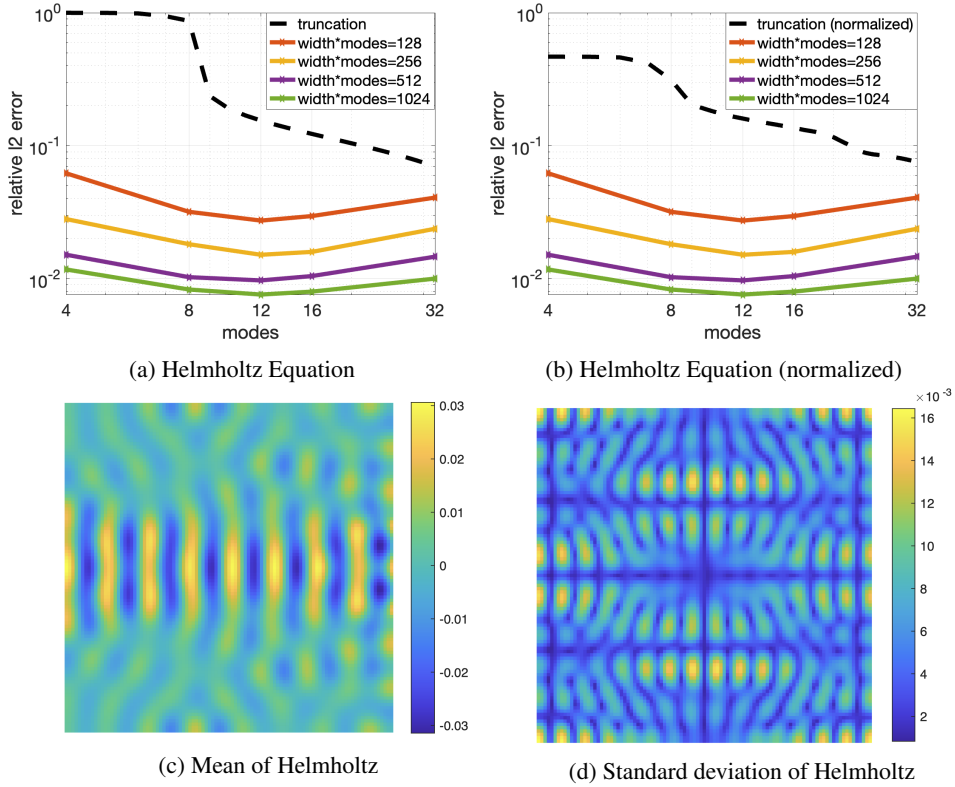 10^0
10^-1
10^-2
relative l2 error
truncation
width*modes=128
width*modes=256
width*modes=512
width*modes=1024
4 8 12 16 32
modes
(a) Helmholtz Equation
10^0
10^-1
10^-2
relative l2 error
truncation (normalized)
width*modes=128
width*modes=256
width*modes=512
width*modes=1024
4 8 12 16 32
modes
(b) Helmholtz Equation (normalized)
0.03
0.02
0.01
0
-0.01
-0.02
-0.03
(c) Mean of Helmholtz
×10^-3
16
14
12
10
8
6
4
2
(d) Standard deviation of Helmholtz